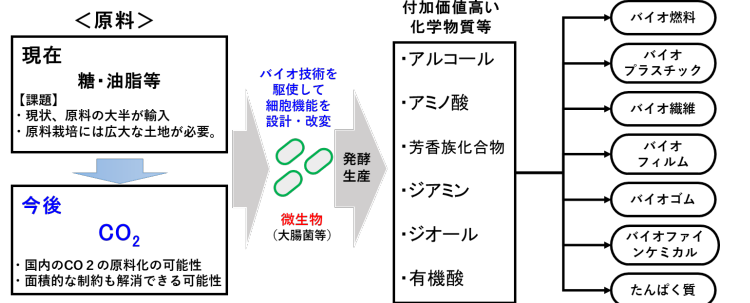 ＜原料＞
現在
糖・油脂等
【課題】
・現状、原料の大半が輸入
・原料栽培には広大な土地が必要。
今後
CO2
・国内のCO２の原料化の可能性
・面積的な制約も解消できる可能性
バイオ技術を
駆使して
細胞機能を
設計・改変
微生物
（大腸菌等）
発酵
生産
付加価値高い
化学物質等
・アルコール
・アミノ酸
・芳香族化合物
・ジアミン
・ジオール
・有機酸
バイオ燃料
バイオ
プラスチック
バイオ繊維
バイオ
フィルム
バイオゴム
バイオファイ
ンケミカル
たんぱく質